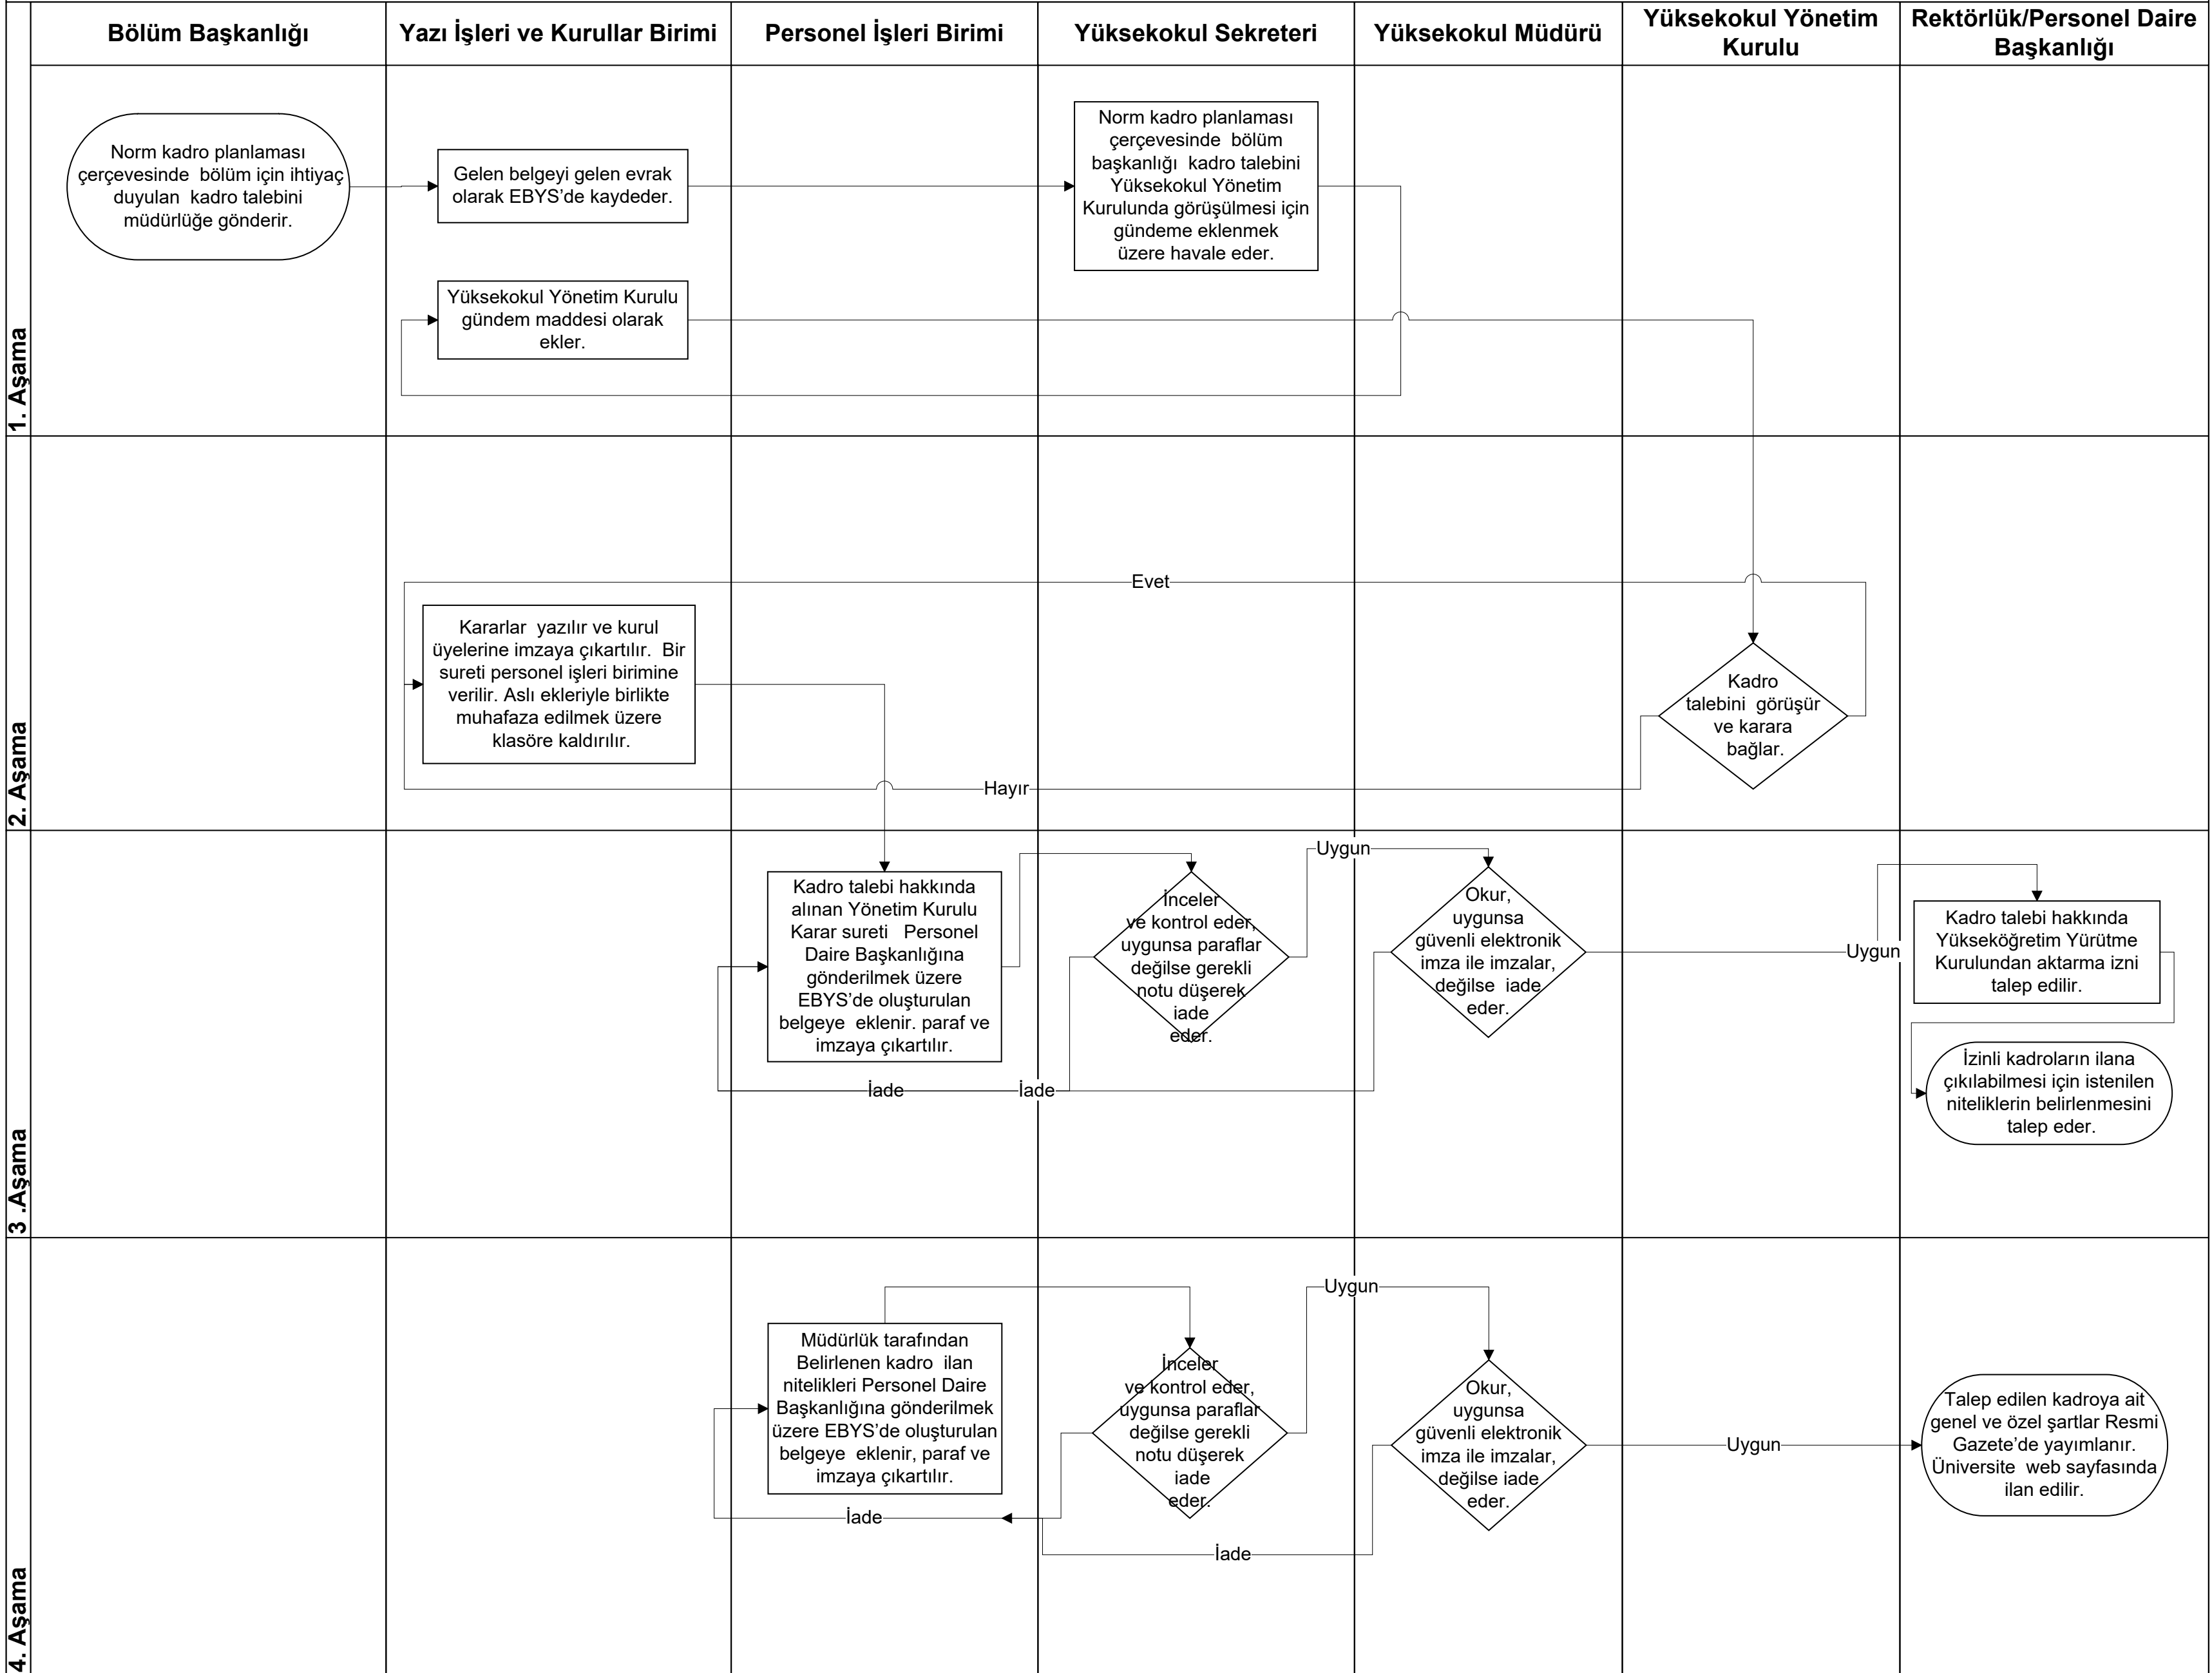 Bölüm Başkanlığı
Yazı İşleri ve Kurullar Birimi
Personel İşleri Birimi
Yüksekokul Sekreteri
Yüksekokul Müdürü
Yüksekokul Yönetim
Kurulu
Rektörlük/Personel Daire
Başkanlığı
1. Aşama
Norm kadro planlaması
çerçevesinde bölüm için ihtiyaç
duyulan kadro talebini
müdürlüğe gönderir.
Gelen belgeyi gelen evrak
olarak EBYS’de kaydeder.
Norm kadro planlaması
çerçevesinde bölüm
başkanlığı kadro talebini
Yüksekokul Yönetim
Kurulunda görüşülmesi için
gündeme eklenmek
üzere havale eder.
Yüksekokul Yönetim Kurulu
gündem maddesi olarak
ekler.
2. Aşama
Evet
Kararlar yazılır ve kurul
üyelerine imzaya çıkartılır. Bir
sureti personel işleri birimine
verilir. Aslı ekleriyle birlikte
muhafaza edilmek üzere
klasöre kaldırılır.
Kadro
talebini görüşür
ve karara
bağlar.
Hayır
3 .Aşama
Kadro talebi hakkında
alınan Yönetim Kurulu
Karar sureti Personel
Daire Başkanlığına
gönderilmek üzere
EBYS’de oluşturulan
belgeye eklenir. paraf ve
imzaya çıkartılır.
İnceler
ve kontrol eder,
uygunsa paraflar
değilse gerekli
notu düşerek
iade
eder.
Uygun
Okur,
uygunsa
güvenli elektronik
imza ile imzalar,
değilse iade
eder.
Uygun
Kadro talebi hakkında
Yükseköğretim Yürütme
Kurulundan aktarma izni
talep edilir.
İade
İade
İzinli kadroların ilana
çıkılabilmesi için istenilen
niteliklerin belirlenmesini
talep eder.
4. Aşama
Müdürlük tarafından
Belirlenen kadro ilan
nitelikleri Personel Daire
Başkanlığına gönderilmek
üzere EBYS’de oluşturulan
belgeye eklenir, paraf ve
imzaya çıkartılır.
İnceler
ve kontrol eder,
uygunsa paraflar
değilse gerekli
notu düşerek
iade
eder.
Uygun
Okur,
uygunsa
güvenli elektronik
imza ile imzalar,
değilse iade
eder.
Uygun
Talep edilen kadroya ait
genel ve özel şartlar Resmi
Gazete’de yayımlanır.
Üniversite web sayfasında
ilan edilir.
İade
İade